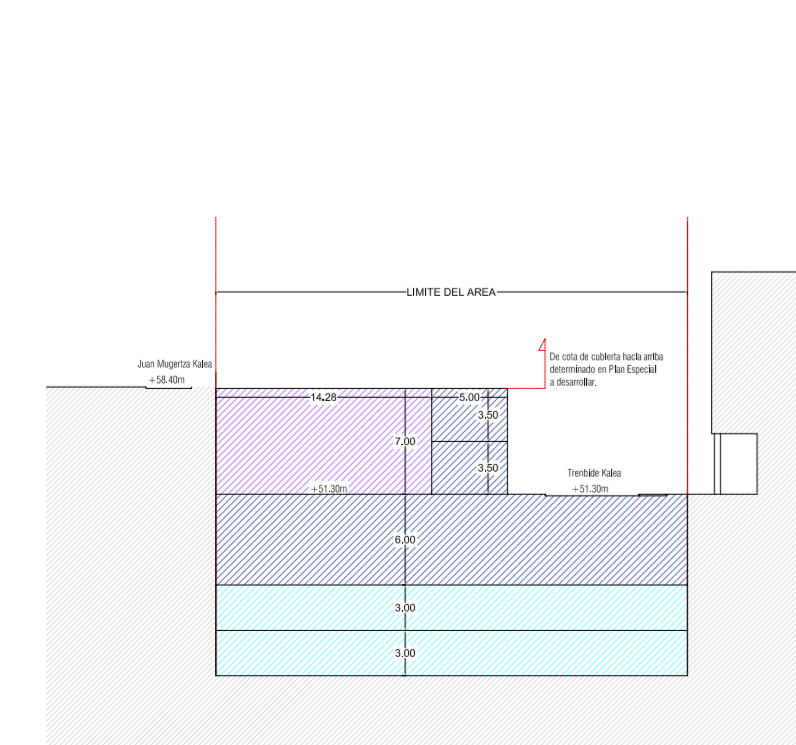 LIMITE DEL AREA
De cota de cubierta hacia arriba
determinado en Plan Especial
a desarrollar.
Juan Mugertza Kalea
+58.40m
14.28
5.00
3.50
7.00
3.50
Trenbide Kalea
+51.30m
+51.30m
6.00
3.00
3.00